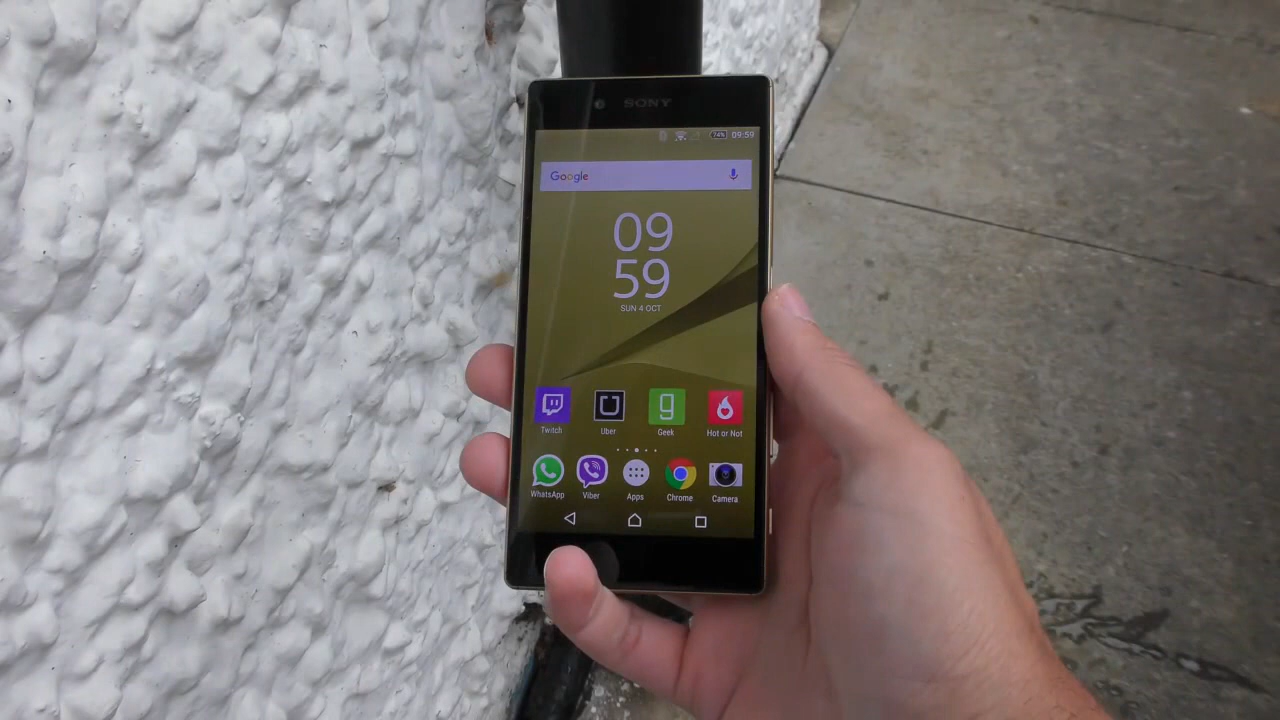 SONY
74% 09:59
Google
09
59
SUN 4 OCT
Twitch Uber Geek Hot or Not
WhatsApp Viber Apps Chrome Camera